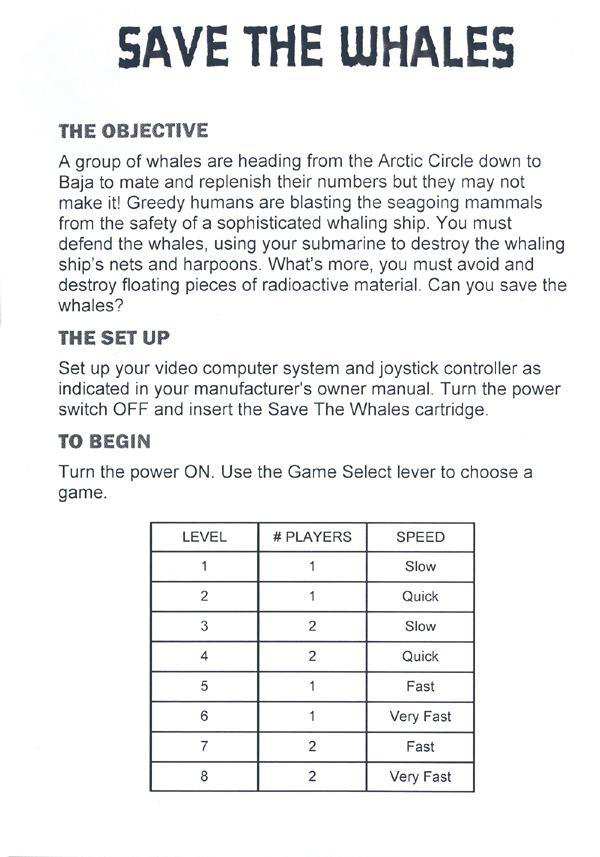 SAVE THE WHALES
THE OBJECTIVE
A group of whales are heading from the Arctic Circle down to
Baja to mate and replenish their numbers but they may not
make it! Greedy humans are blasting the seagoing mammals
from the safety of a sophisticated whaling ship. You must
defend the whales, using your submarine to destroy the whaling
ship's nets and harpoons. What's more, you must avoid and
destroy floating pieces of radioactive material. Can you save the
whales?
THE SET UP
Set up your video computer system and joystick controller as
indicated in your manufacturer's owner manual. Turn the power
switch OFF and insert the Save The Whales cartridge.
TO BEGIN
Turn the power ON. Use the Game Select lever to choose a
game.
LEVEL # PLAYERS SPEED
1 1 Slow
2 1 Quick
3 2 Slow
4 2 Quick
5 1 Fast
6 1 Very Fast
7 2 Fast
8 2 Very Fast